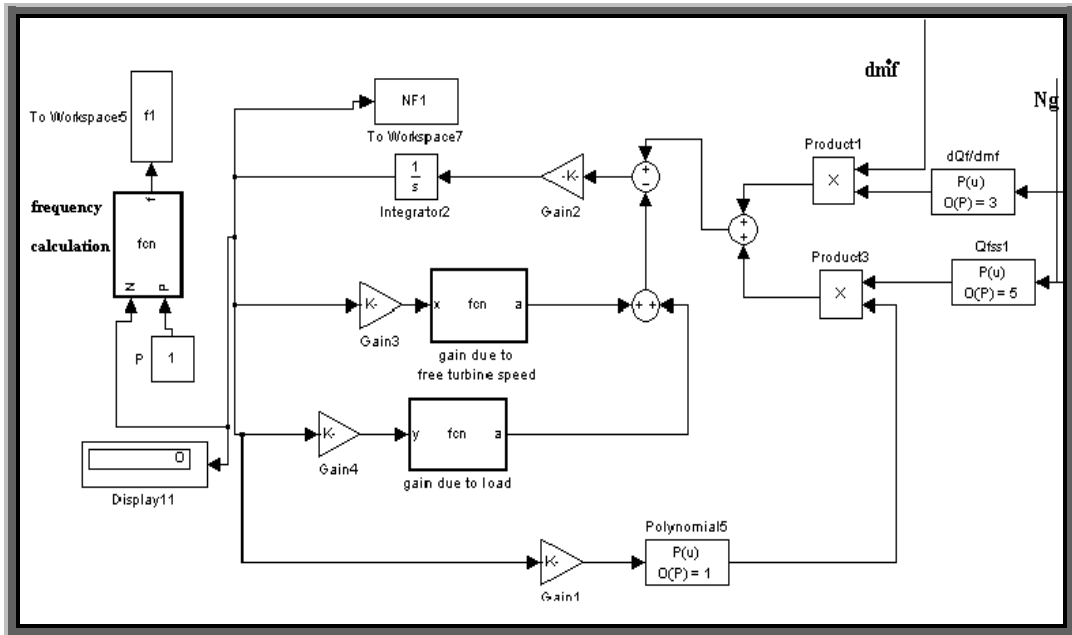 dmf
Ng
f1
To Workspace5
NF1
To Workspace7
Product1
dQf/dmf
×
P(u)
O(P) = 3
+
−
-K-
Gain2
1
s
Integrator2
f
fcn
N
P
frequency
calculation
+
+
Product3
×
Qfss1
P(u)
O(P) = 5
K-
Gain3
x
fcn
a
gain due to
free turbine speed
+ +
P
1
K-
Gain4
y
fcn
a
gain due to load
0
Display11
K-
Gain1
Polynomial5
P(u)
O(P) = 1